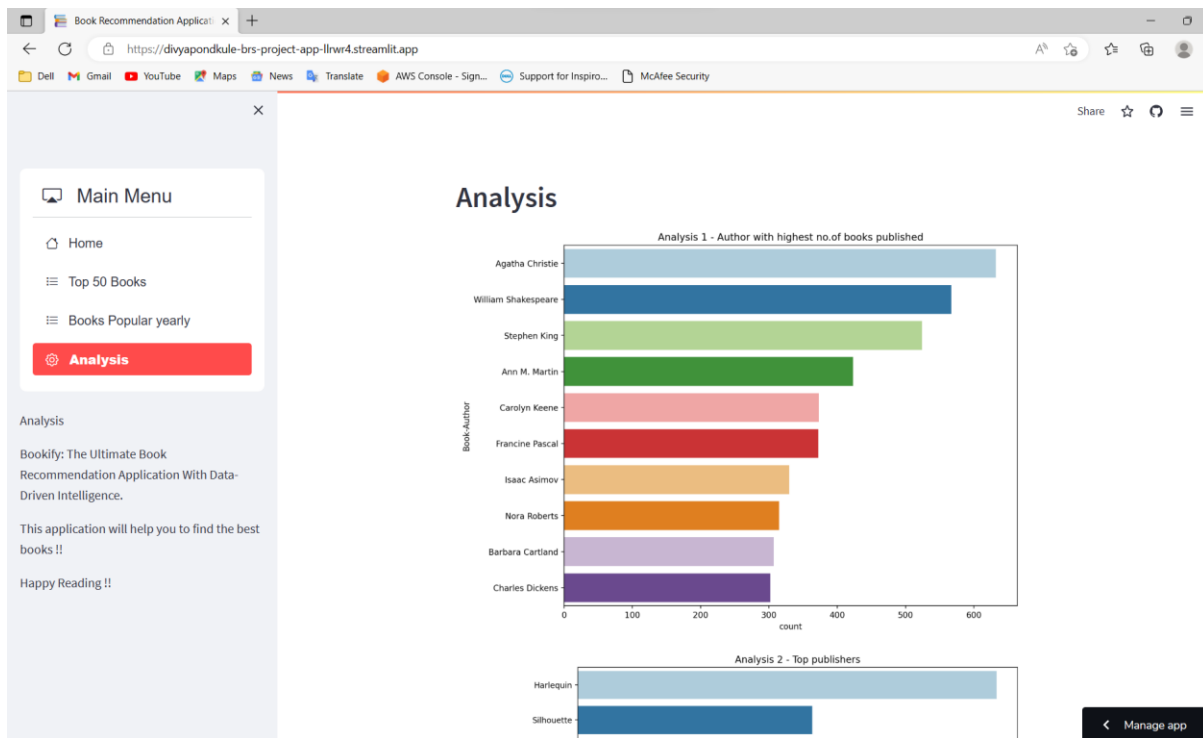 Book Recommendation Applicati
https://divyapondkule-brs-project-app-llrwr4.streamlit.app
Dell Gmail YouTube Maps News Translate AWS Console - Sign... Support for Inspiro... McAfee Security
Share
Main Menu
Home
Top 50 Books
Books Popular yearly
Analysis
Analysis
Bookify: The Ultimate Book
Recommendation Application With Data-
Driven Intelligence.
This application will help you to find the best
books !!
Happy Reading !!
Analysis
Analysis 1 - Author with highest no.of books published
Book-Author
Agatha Christie
William Shakespeare
Stephen King
Ann M. Martin
Carolyn Keene
Francine Pascal
Isaac Asimov
Nora Roberts
Barbara Cartland
Charles Dickens
0 100 200 300 400 500 600
count
Analysis 2 - Top publishers
Harlequin
Silhouette
Manage app